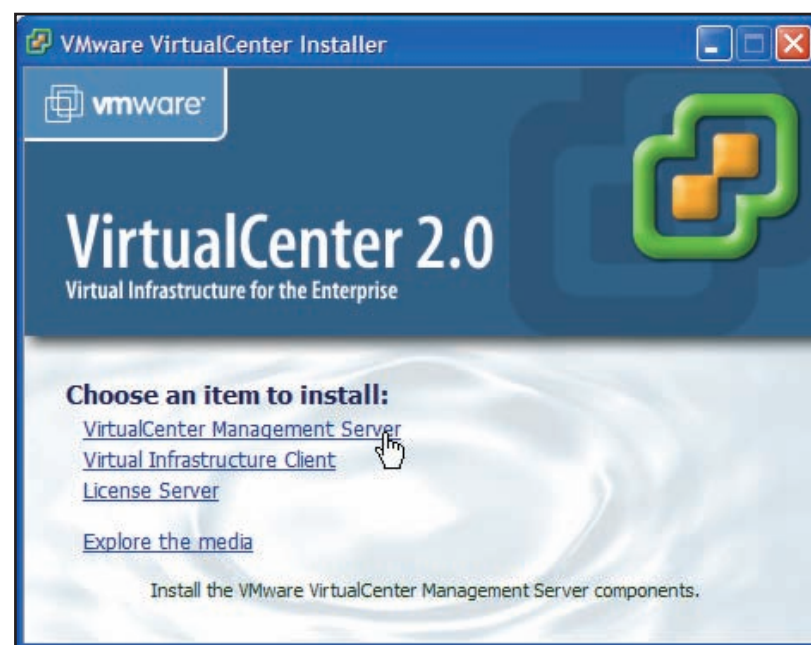 VMware VirtualCenter Installer
vmware
VirtualCenter 2.0
Virtual Infrastructure for the Enterprise
Choose an item to install:
VirtualCenter Management Server
Virtual Infrastructure Client
License Server
Explore the media
Install the VMware VirtualCenter Management Server components.